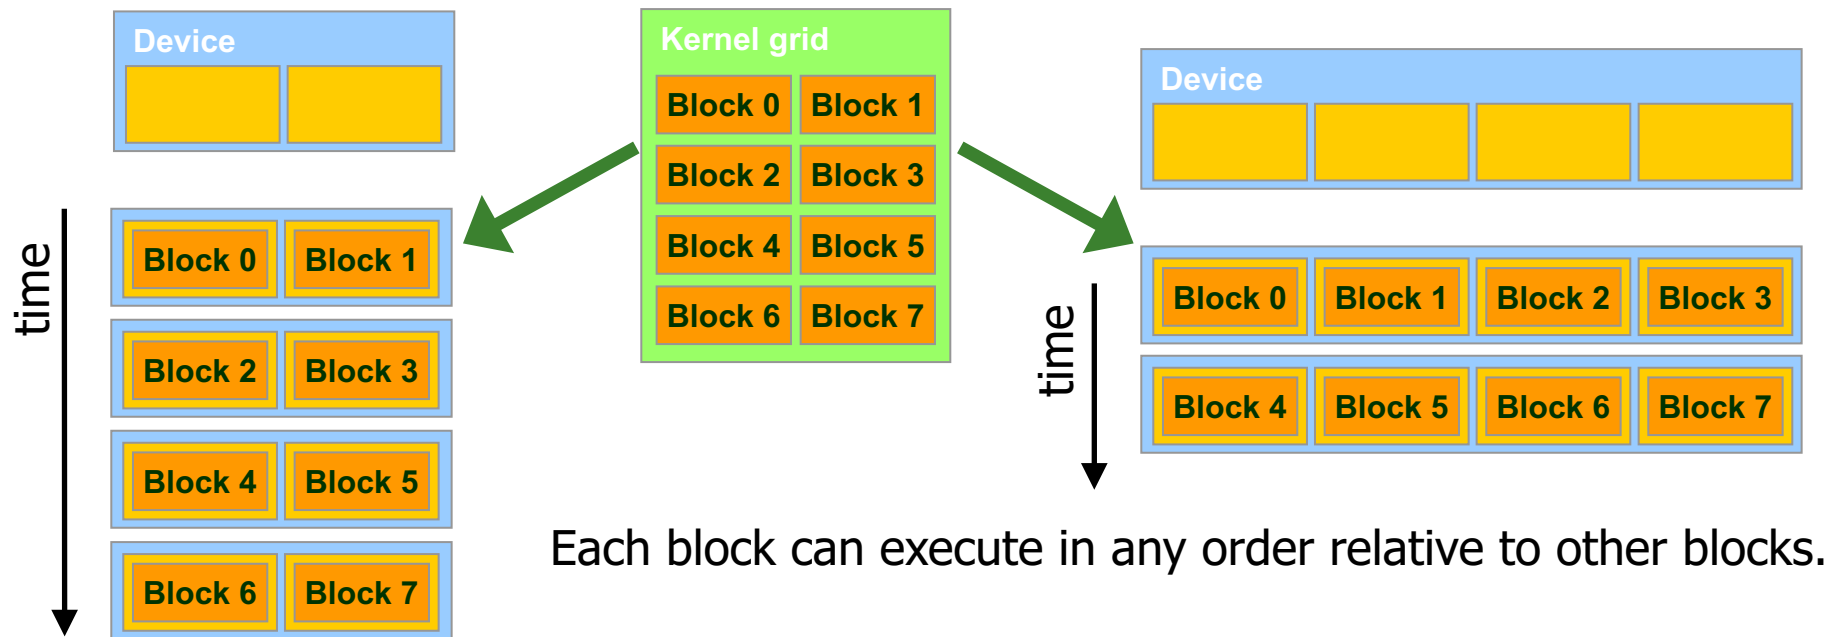 Device
time
Block 0 Block 1
Block 2 Block 3
Block 4 Block 5
Block 6 Block 7
Kernel grid
Block 0 Block 1
Block 2 Block 3
Block 4 Block 5
Block 6 Block 7
Device
time
Block 0 Block 1 Block 2 Block 3
Block 4 Block 5 Block 6 Block 7
Each block can execute in any order relative to other blocks.